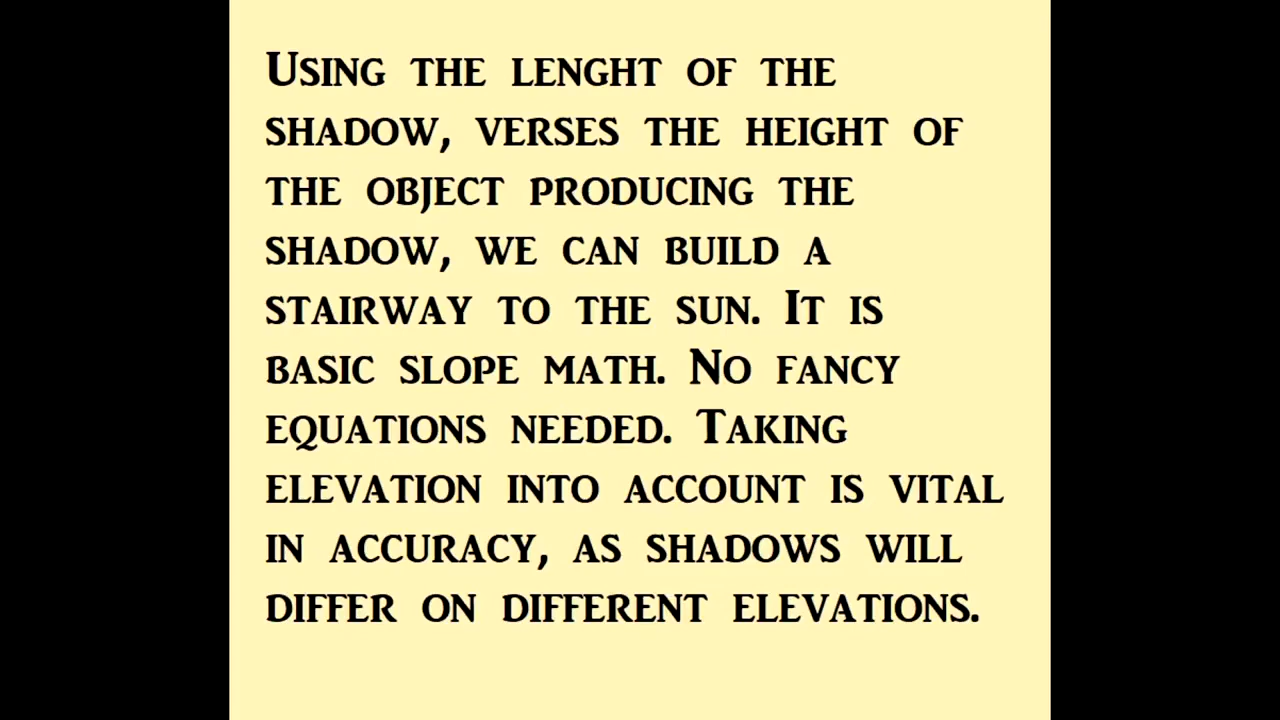 Using the lenght of the
shadow, verses the height of
the object producing the
shadow, we can build a
stairway to the sun. It is
basic slope math. No fancy
equations needed. Taking
elevation into account is vital
in accuracy, as shadows will
differ on different elevations.